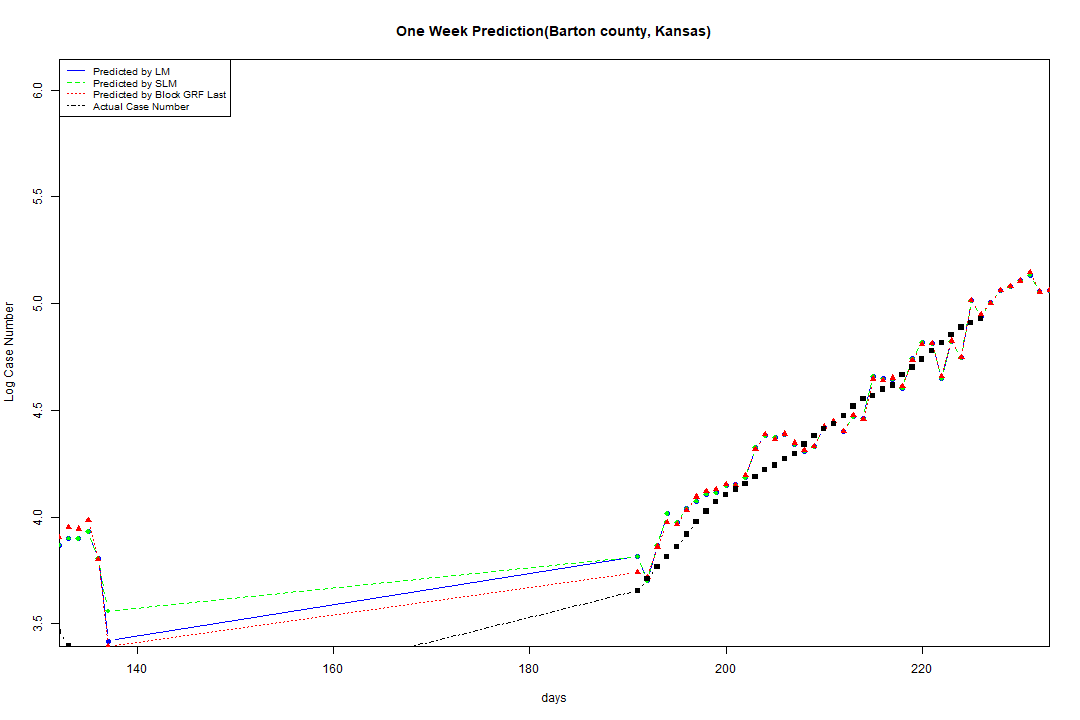 One Week Prediction(Barton county, Kansas)
Predicted by LM
Predicted by SLM
Predicted by Block GRF Last
Actual Case Number
6.0
5.5
5.0
4.5
4.0
3.5
Log Case Number
140
160
180
200
220
days